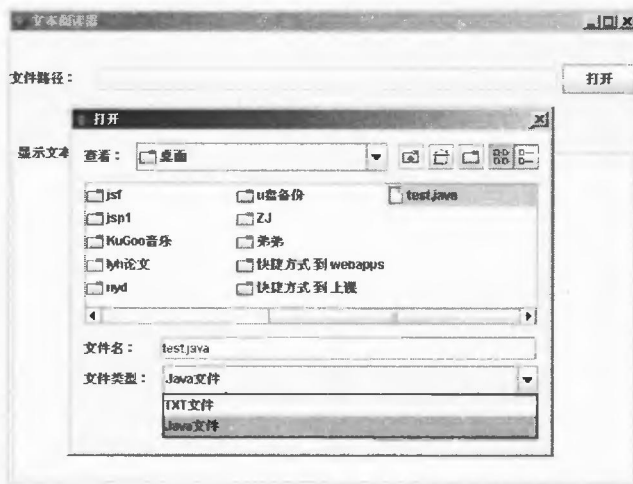 文本阅读器
文件路径：
打开
显示文本
打开
查看：
桌面
jsf
u盘备份
test.java
jsp1
ZJ
KuGoo音乐
弟弟
lyh论文
快捷方式 到 webapps
nyd
快捷方式 到 上课
文件名：
test.java
文件类型：
Java文件
TXT文件
Java文件